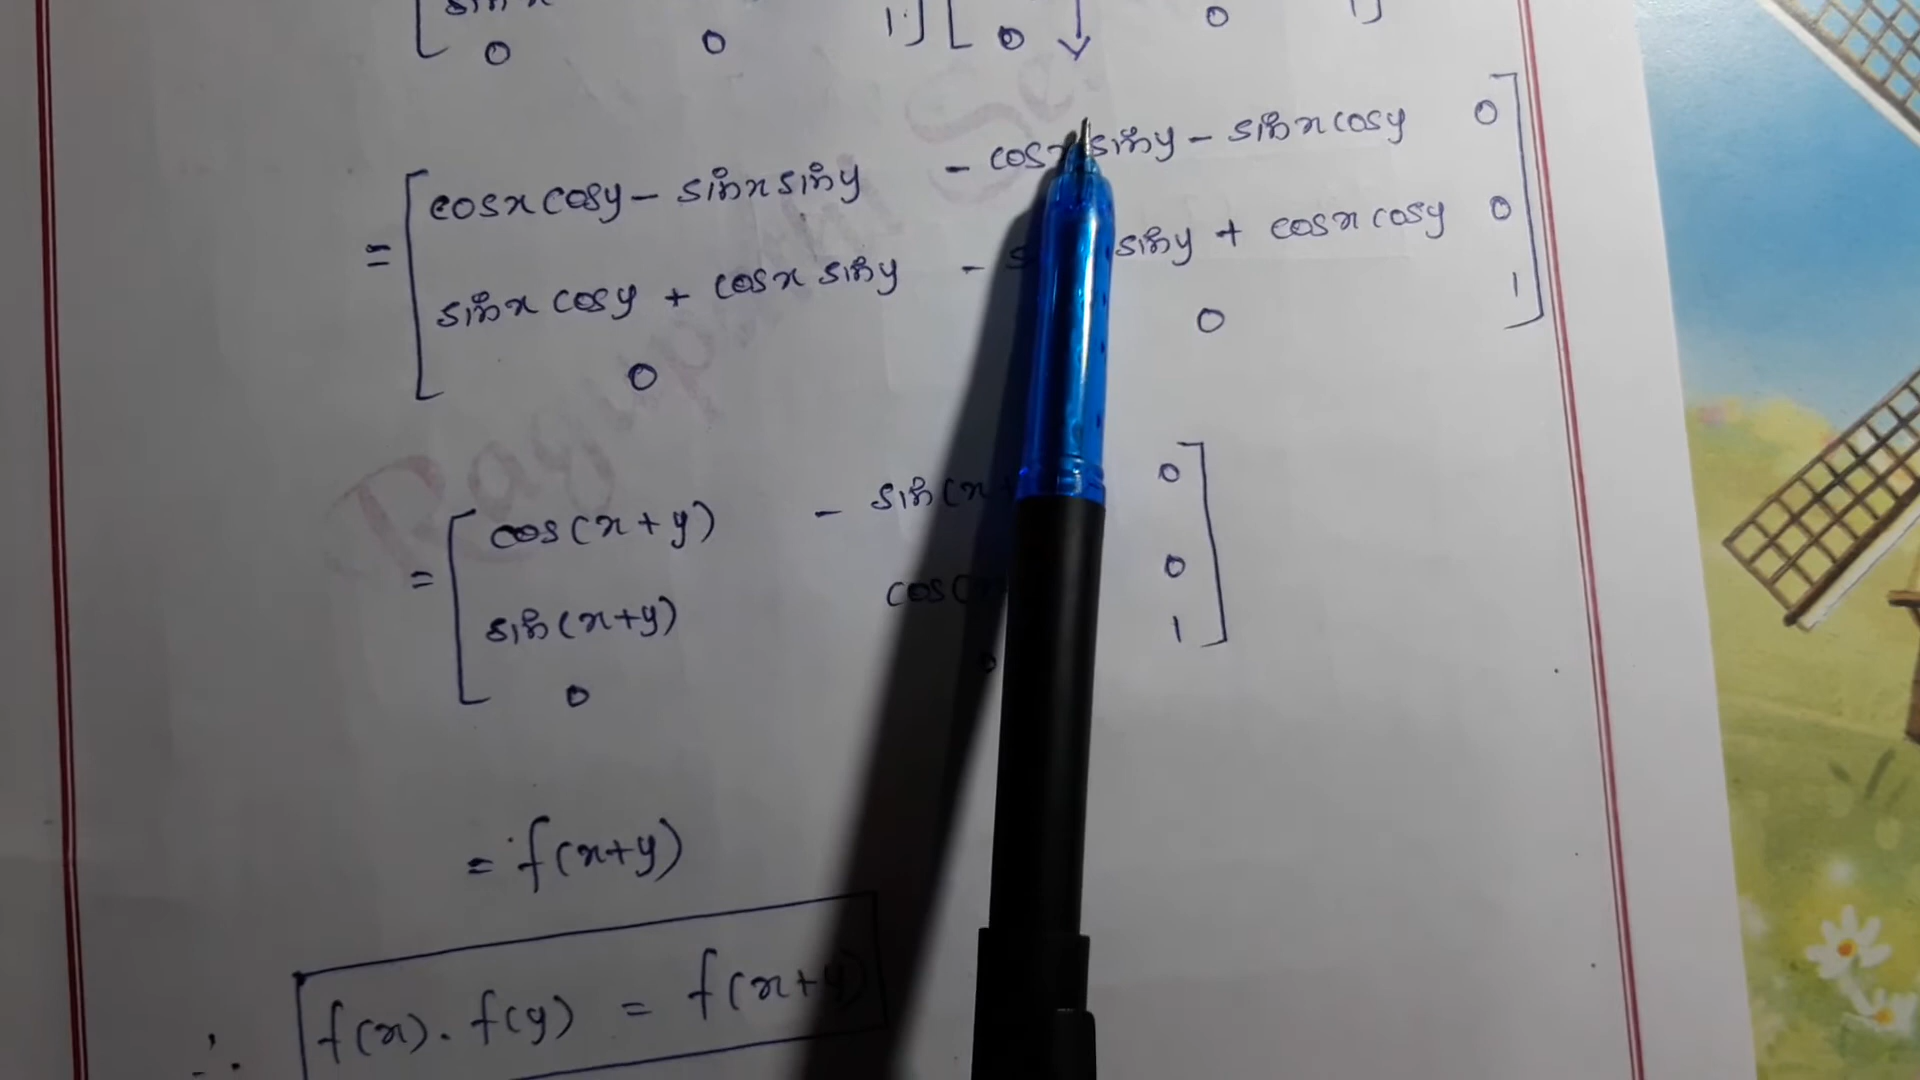 0 0 1 0 0 1
cosx cosy - sinx siny - cosx siny - sinx cosy 0
= sinx cosy + cosx siny - siny + cosx cosy 0
0 0 1
cos(x+y) - sin(x 0
= sin(x+y) cos( 0
0 0 1
= f(x+y)
∴ f(x). f(y) = f(x+y)